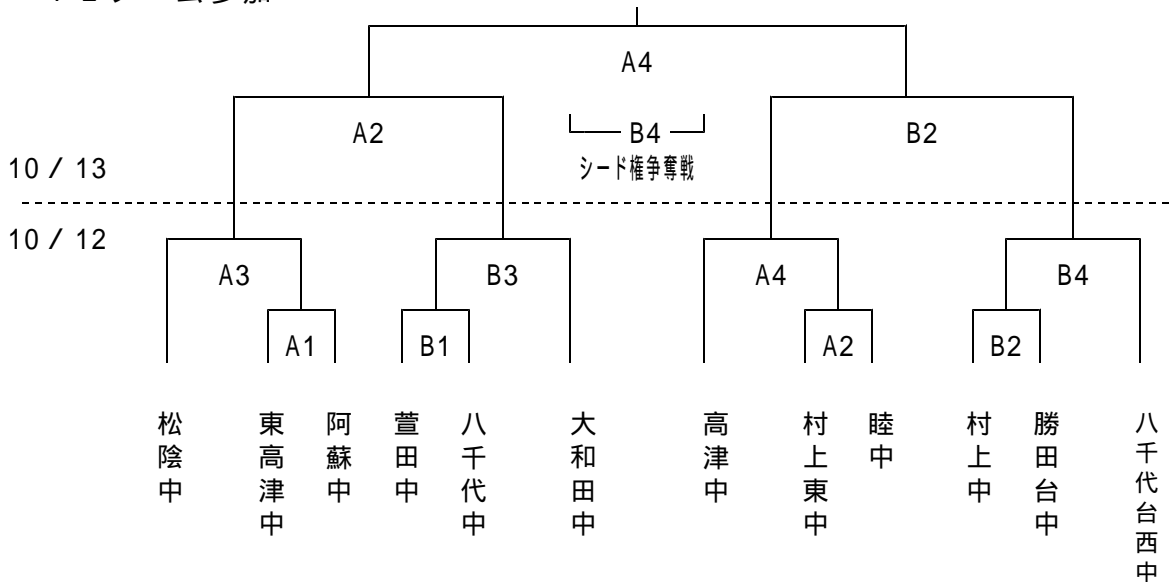 A4
A2
B4
B2
シード権争奪戦
10/13
10/12
A3
B3
A4
B4
A1
B1
A2
B2
松陰中
東高津中
阿蘇中
萱田中
八千代中
大和田中
高津中
村上東中
睦中
村上中
勝田台中
八千代台西中